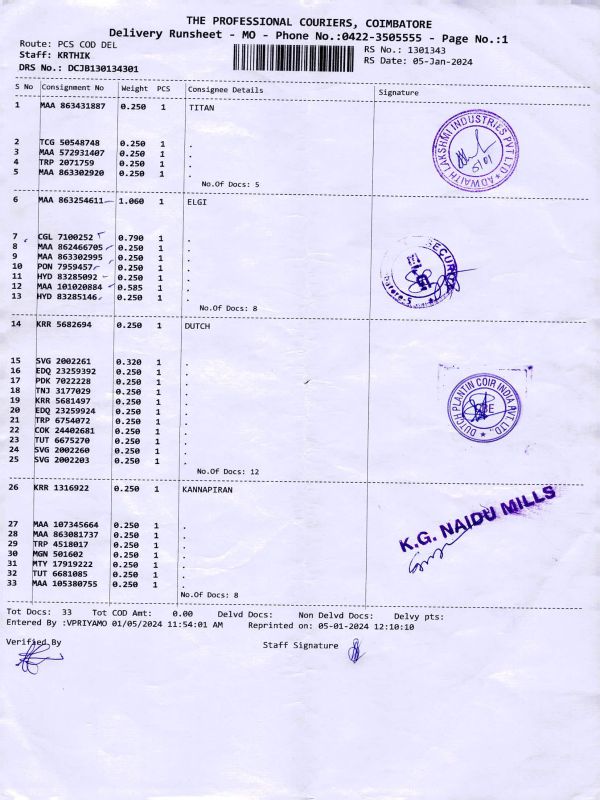 THE PROFESSIONAL COURIERS, COIMBATORE
Delivery Runsheet - MO - Phone No.:0422-3505555 - Page No.:1
Route: PCS COD DEL
RS No.: 1301343
Staff: KRTHIK
RS Date: 05-Jan-2024
DRS No.: DCJB130134301
S No Consignment No Weight PCS Consignee Details Signature
1 MAA 863431887 0.250 1 TITAN
ADWAITH LAKSHMI INDUSTRIES PVT LTD
5/01
2 TCG 50548748 0.250 1 .
3 MAA 572931407 0.250 1 .
4 TRP 2071759 0.250 1 .
5 MAA 863302920 0.250 1 .
No.Of Docs: 5
6 MAA 863254611 1.060 1 ELGI
SECURITY
7 CGL 7100252 0.790 1 .
8 MAA 862466705 0.250 1 .
9 MAA 863302995 0.250 1 .
10 PON 7959457 0.250 1 .
11 HYD 83285092 0.250 1 .
12 MAA 101020884 0.585 1 .
13 HYD 83285146 0.250 1 .
No.Of Docs: 8
14 KRR 5682694 0.250 1 DUTCH
DUTCH PLANTIN COIR INDIA PVT. LTD.
15 SVG 2002261 0.320 1 .
16 EDQ 23259392 0.250 1 .
17 PDK 7022228 0.250 1 .
18 TNJ 3177029 0.250 1 .
19 KRR 5681497 0.250 1 .
20 EDQ 23259924 0.250 1 .
21 TRP 6754072 0.250 1 .
22 COK 24402681 0.250 1 .
23 TUT 6675270 0.250 1 .
24 SVG 2002260 0.250 1 .
25 SVG 2002203 0.250 1 .
No.Of Docs: 12
26 KRR 1316922 0.250 1 KANNAPIRAN
K.G. NAIDU MILLS
27 MAA 107345664 0.250 1 .
28 MAA 863081737 0.250 1 .
29 TRP 4518017 0.250 1 .
30 MGN 501602 0.250 1 .
31 MTY 17919222 0.250 1 .
32 TUT 6681085 0.250 1 .
33 MAA 105380755 0.250 1 .
No.Of Docs: 8
Tot Docs: 33 Tot COD Amt: 0.00 Delvd Docs: Non Delvd Docs: Delvy pts:
Entered By :VPRIYAMO 01/05/2024 11:54:01 AM Reprinted on: 05-01-2024 12:10:10
Verified By
Staff Signature